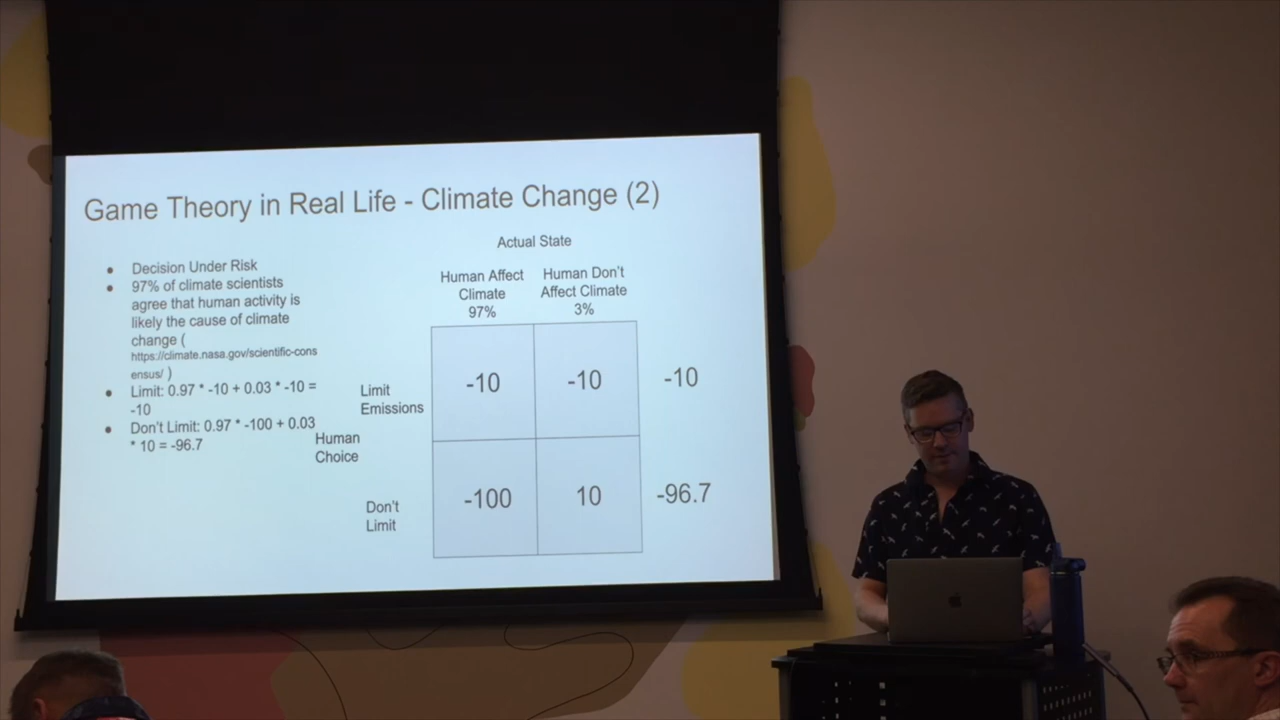 Game Theory in Real Life - Climate Change (2)
● Decision Under Risk
● 97% of climate scientists
agree that human activity is
likely the cause of climate
change (
https://climate.nasa.gov/scientific-cons
ensus/ )
● Limit: 0.97 * -10 + 0.03 * -10 =
-10
● Don't Limit: 0.97 * -100 + 0.03
* 10 = -96.7
Actual State
Human Affect
Climate
97%
Human Don't
Affect Climate
3%
Human
Choice
Limit
Emissions
-10
-10
-10
Don't
Limit
-100
10
-96.7